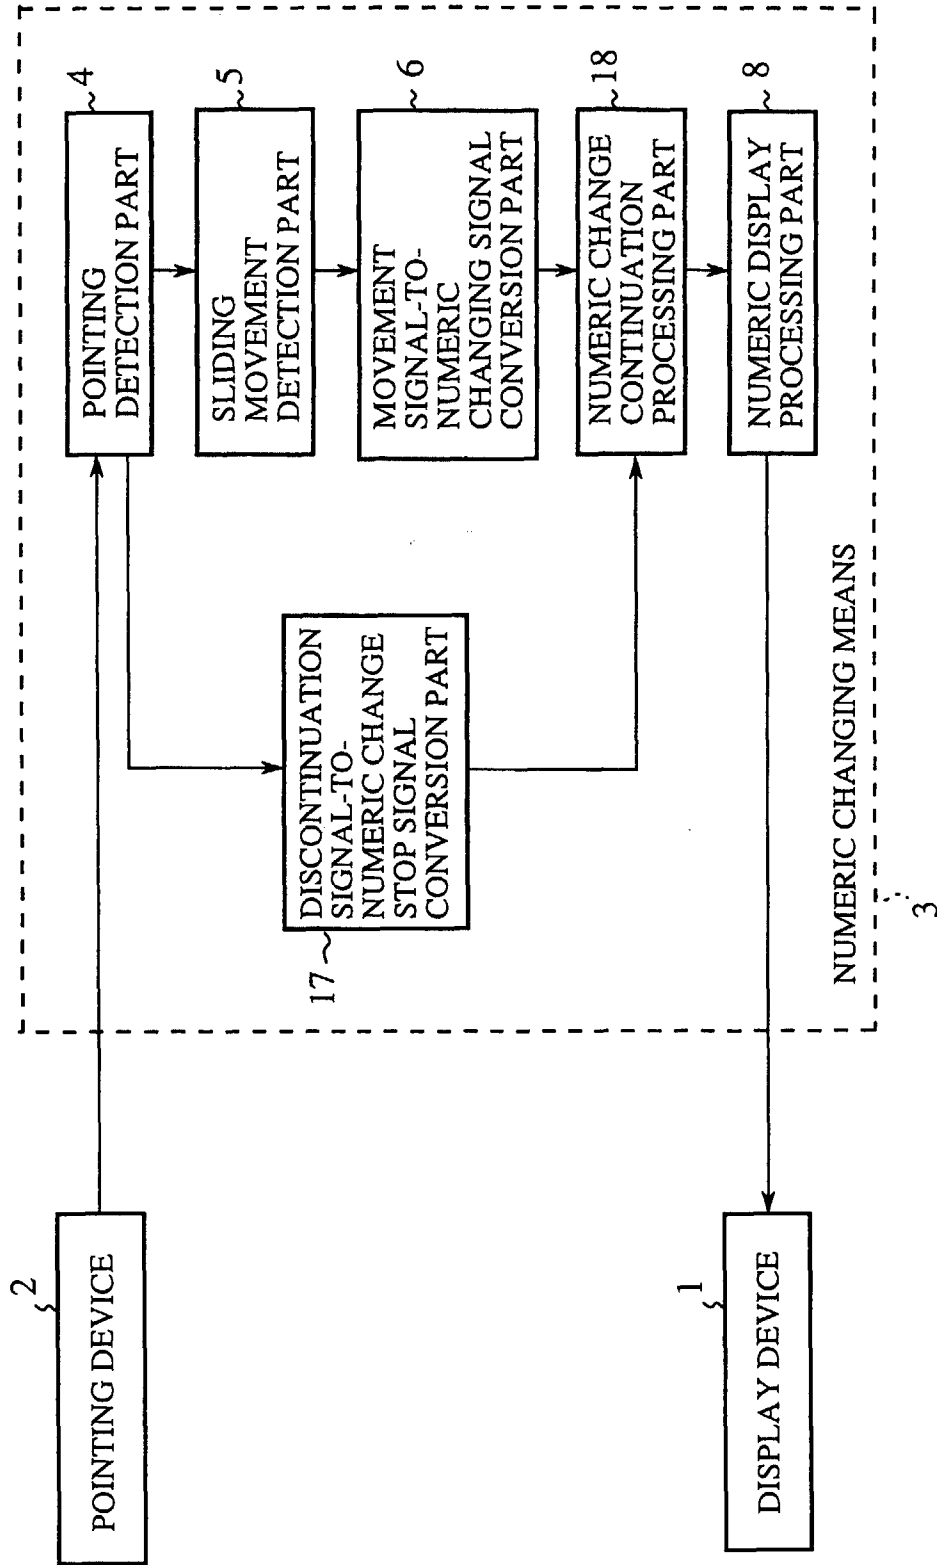 2
POINTING DEVICE
1
DISPLAY DEVICE
4
POINTING
DETECTION PART
5
SLIDING
MOVEMENT
DETECTION PART
6
MOVEMENT
SIGNAL-TO-
NUMERIC
CHANGING SIGNAL
CONVERSION PART
17
DISCONTINUATION
SIGNAL-TO-
NUMERIC CHANGE
STOP SIGNAL
CONVERSION PART
18
NUMERIC CHANGE
CONTINUATION
PROCESSING PART
8
NUMERIC DISPLAY
PROCESSING PART
NUMERIC CHANGING MEANS
3